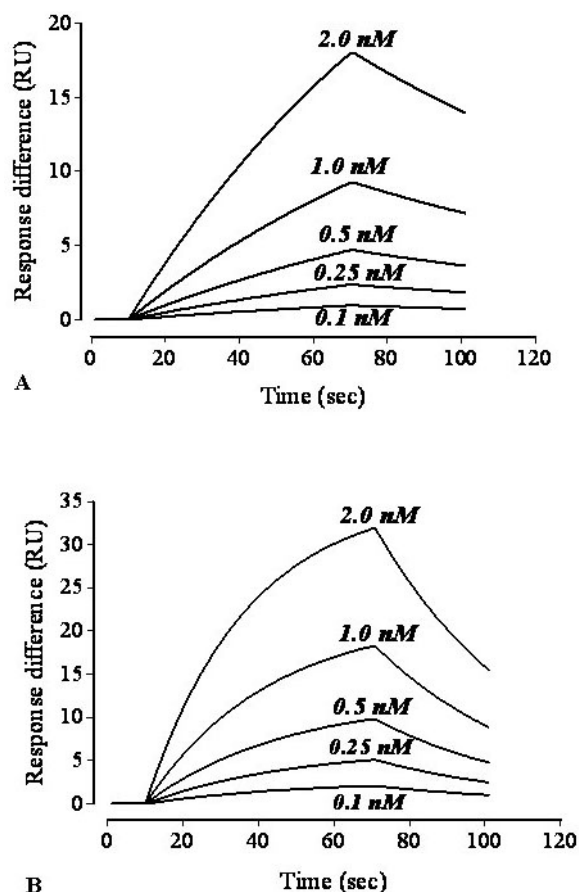 20
2.0 nM
15
1.0 nM
10
0.5 nM
5
0.25 nM
0
0.1 nM
Response difference (RU)
0 20 40 60 80 100 120
A
Time (sec)
35
2.0 nM
30
25
1.0 nM
20
15
0.5 nM
10
0.25 nM
5
0.1 nM
0
Response difference (RU)
0 20 40 60 80 100 120
B
Time (sec)